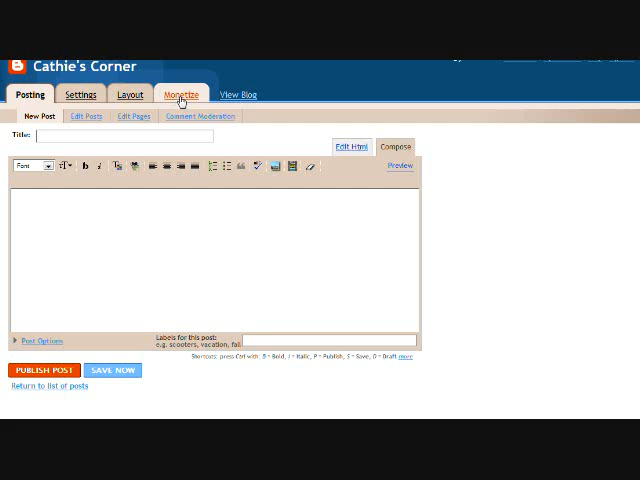 Cathie's Corner
Posting Settings Layout Monetize View Blog
New Post Edit Posts Edit Pages Comment Moderation
Title:
Edit Html Compose
Font b i Preview
Post Options Labels for this post:
e.g. scooters, vacation, fall
Shortcuts: press Ctrl with: B = Bold, I = Italic, P = Publish, S = Save, D = Draft more
PUBLISH POST SAVE NOW
Return to list of posts